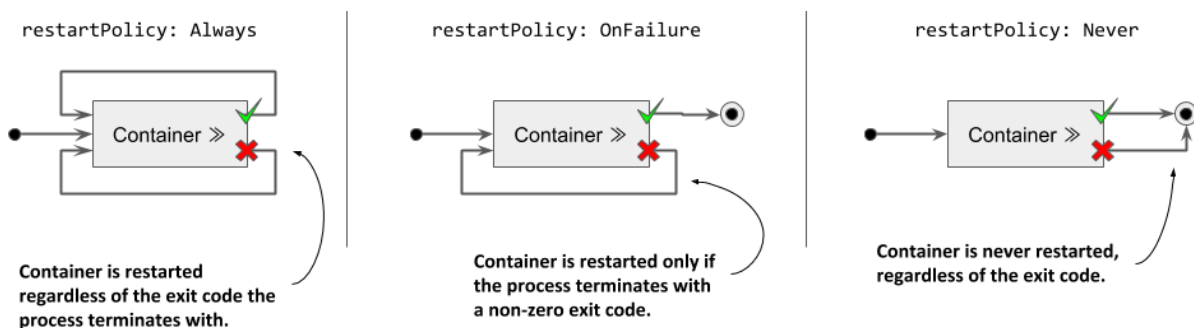 restartPolicy: Always
Container ≫
Container is restarted
regardless of the exit code the
process terminates with.
restartPolicy: OnFailure
Container ≫
Container is restarted only if
the process terminates with
a non-zero exit code.
restartPolicy: Never
Container ≫
Container is never restarted,
regardless of the exit code.